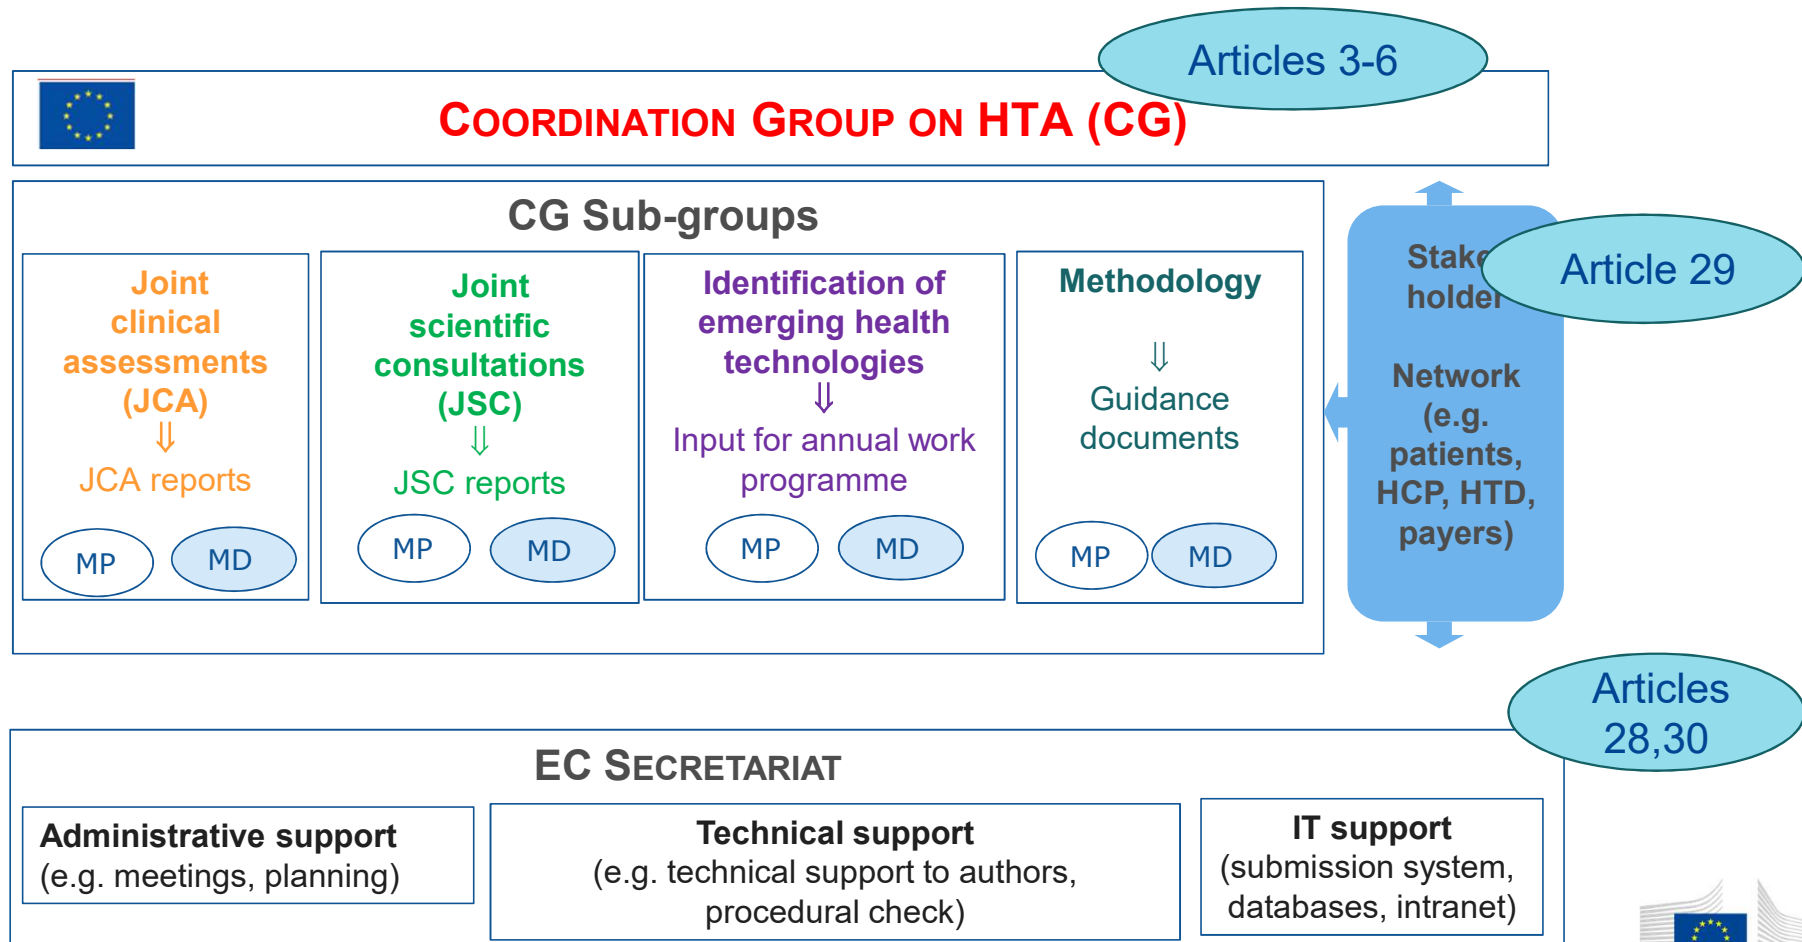 Articles 3-6
COORDINATION GROUP ON HTA (CG)
CG Sub-groups
Joint
clinical
assessments
(JCA)
⇓
JCA reports
MP
MD
Joint
scientific
consultations
(JSC)
⇓
JSC reports
MP
MD
Identification of
emerging health
technologies
⇓
Input for annual work
programme
MP
MD
Methodology
⇓
Guidance
documents
MP
MD
Stake
holder
Network
(e.g.
patients,
HCP, HTD,
payers)
Article 29
Articles
28,30
EC SECRETARIAT
Administrative support
(e.g. meetings, planning)
Technical support
(e.g. technical support to authors,
procedural check)
IT support
(submission system,
databases, intranet)